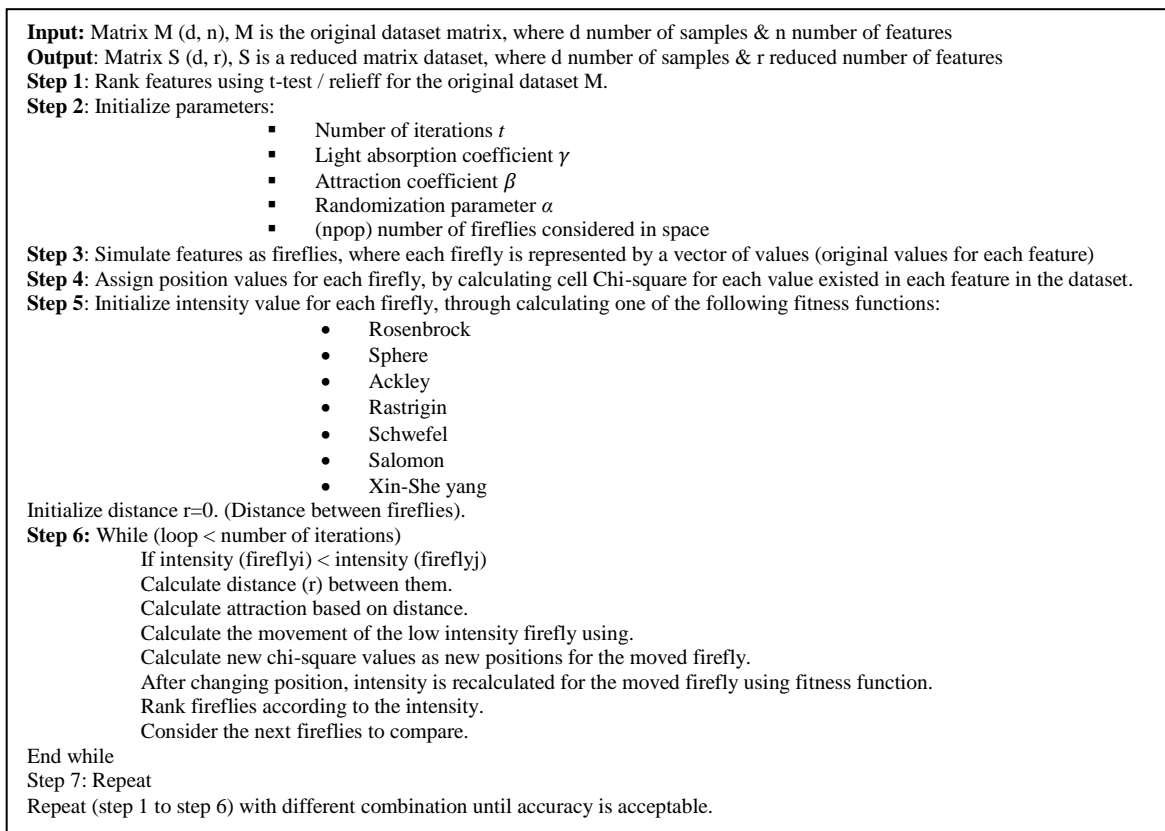 Input: Matrix M (d, n), M is the original dataset matrix, where d number of samples & n number of features
Output: Matrix S (d, r), S is a reduced matrix dataset, where d number of samples & r reduced number of features
Step 1: Rank features using t-test / relieff for the original dataset M.
Step 2: Initialize parameters:
▪ Number of iterations t
▪ Light absorption coefficient γ
▪ Attraction coefficient β
▪ Randomization parameter α
▪ (npop) number of fireflies considered in space
Step 3: Simulate features as fireflies, where each firefly is represented by a vector of values (original values for each feature)
Step 4: Assign position values for each firefly, by calculating cell Chi-square for each value existed in each feature in the dataset.
Step 5: Initialize intensity value for each firefly, through calculating one of the following fitness functions:
• Rosenbrock
• Sphere
• Ackley
• Rastrigin
• Schwefel
• Salomon
• Xin-She yang
Initialize distance r=0. (Distance between fireflies).
Step 6: While (loop < number of iterations)
If intensity (fireflyi) < intensity (fireflyj)
Calculate distance (r) between them.
Calculate attraction based on distance.
Calculate the movement of the low intensity firefly using.
Calculate new chi-square values as new positions for the moved firefly.
After changing position, intensity is recalculated for the moved firefly using fitness function.
Rank fireflies according to the intensity.
Consider the next fireflies to compare.
End while
Step 7: Repeat
Repeat (step 1 to step 6) with different combination until accuracy is acceptable.